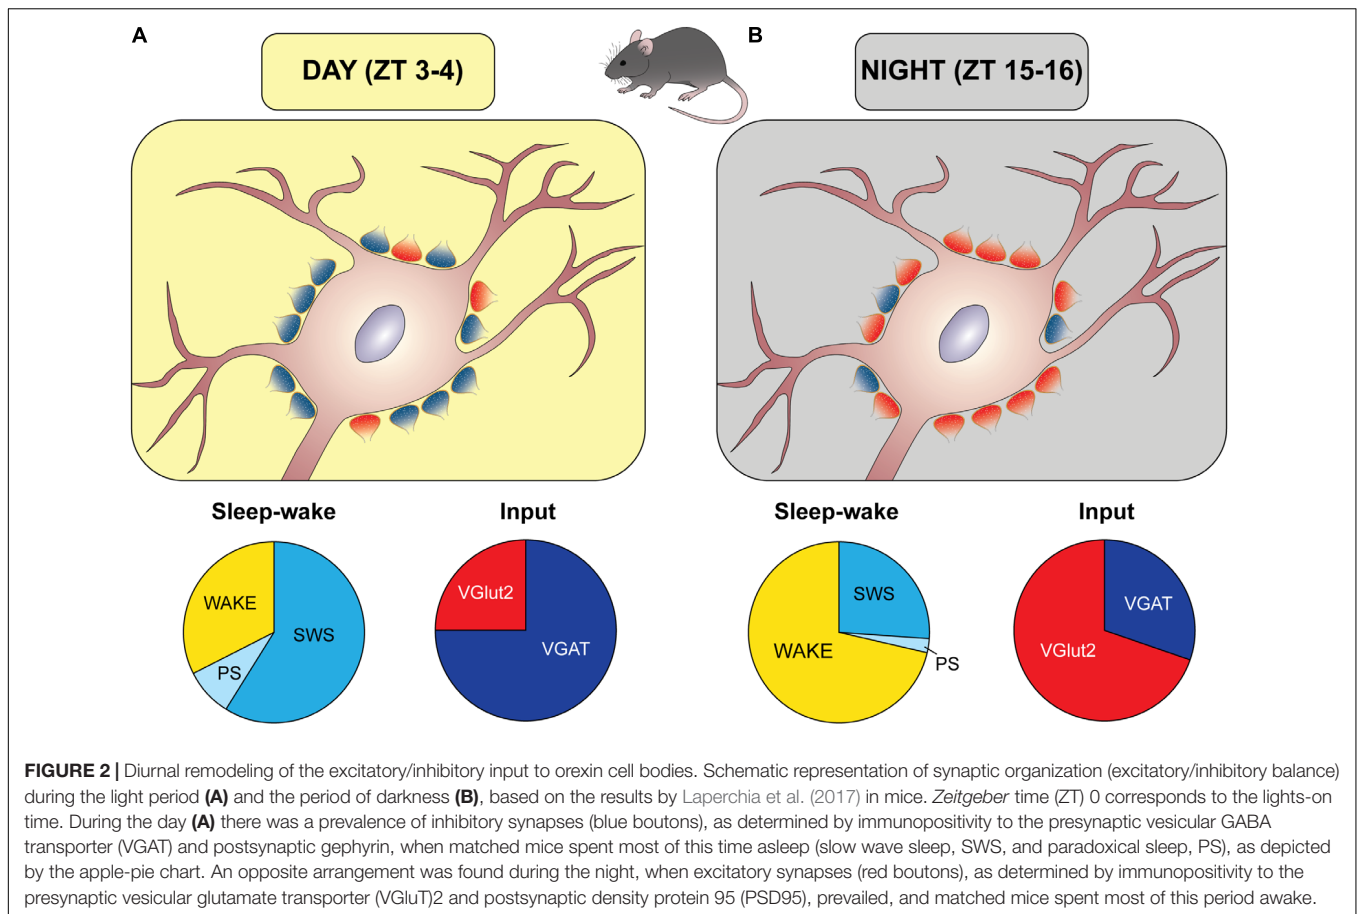 A
DAY (ZT 3-4)
B
NIGHT (ZT 15-16)
Sleep-wake
Input
Sleep-wake
Input
WAKE
SWS
PS
VGlut2
VGAT
SWS
WAKE
PS
VGAT
VGlut2
FIGURE 2 | Diurnal remodeling of the excitatory/inhibitory input to orexin cell bodies. Schematic representation of synaptic organization (excitatory/inhibitory balance)
during the light period (A) and the period of darkness (B), based on the results by Laperchia et al. (2017) in mice. Zeitgeber time (ZT) 0 corresponds to the lights-on
time. During the day (A) there was a prevalence of inhibitory synapses (blue boutons), as determined by immunopositivity to the presynaptic vesicular GABA
transporter (VGAT) and postsynaptic gephyrin, when matched mice spent most of this time asleep (slow wave sleep, SWS, and paradoxical sleep, PS), as depicted
by the apple-pie chart. An opposite arrangement was found during the night, when excitatory synapses (red boutons), as determined by immunopositivity to the
presynaptic vesicular glutamate transporter (VGluT)2 and postsynaptic density protein 95 (PSD95), prevailed, and matched mice spent most of this period awake.